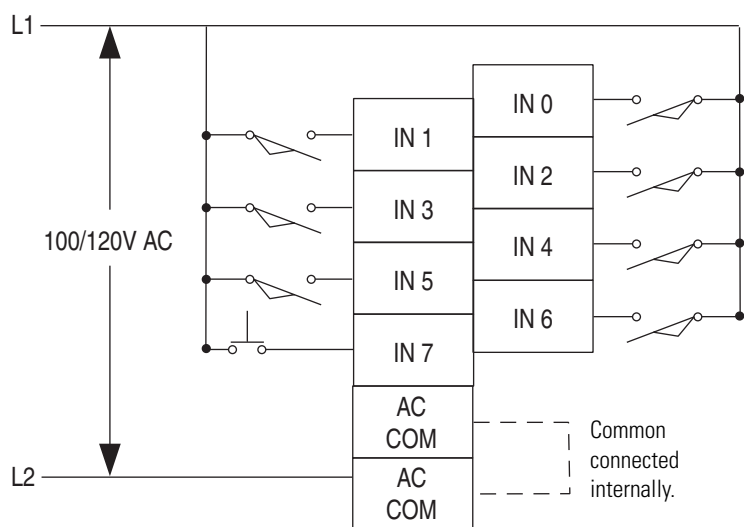 L1
IN 0
IN 1
IN 2
IN 3
100/120V AC
IN 4
IN 5
IN 6
IN 7
AC
COM
Common
connected
internally.
L2
AC
COM